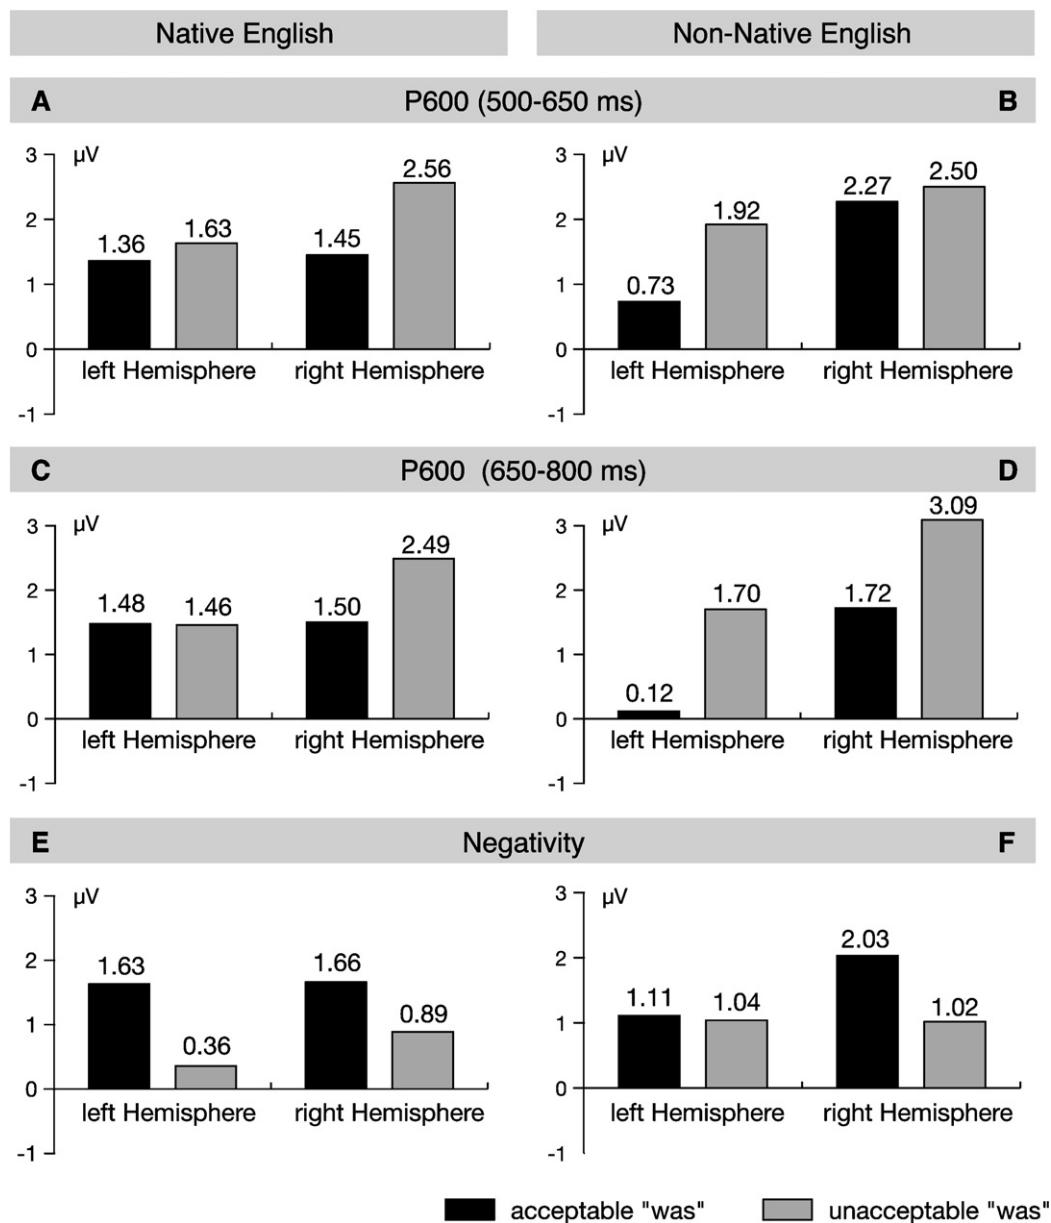 Native English
Non-Native English
A P600 (500-650 ms) B
3 µV
2
1
0
-1
1.36 1.63 1.45 2.56
left Hemisphere right Hemisphere
3 µV
2
1
0
-1
0.73 1.92 2.27 2.50
left Hemisphere right Hemisphere
C P600 (650-800 ms) D
3 µV
2
1
0
-1
1.48 1.46 1.50 2.49
left Hemisphere right Hemisphere
3 µV
2
1
0
-1
0.12 1.70 1.72 3.09
left Hemisphere right Hemisphere
E Negativity F
3 µV
2
1
0
-1
1.63 0.36 1.66 0.89
left Hemisphere right Hemisphere
3 µV
2
1
0
-1
1.11 1.04 2.03 1.02
left Hemisphere right Hemisphere
acceptable "was" unacceptable "was"